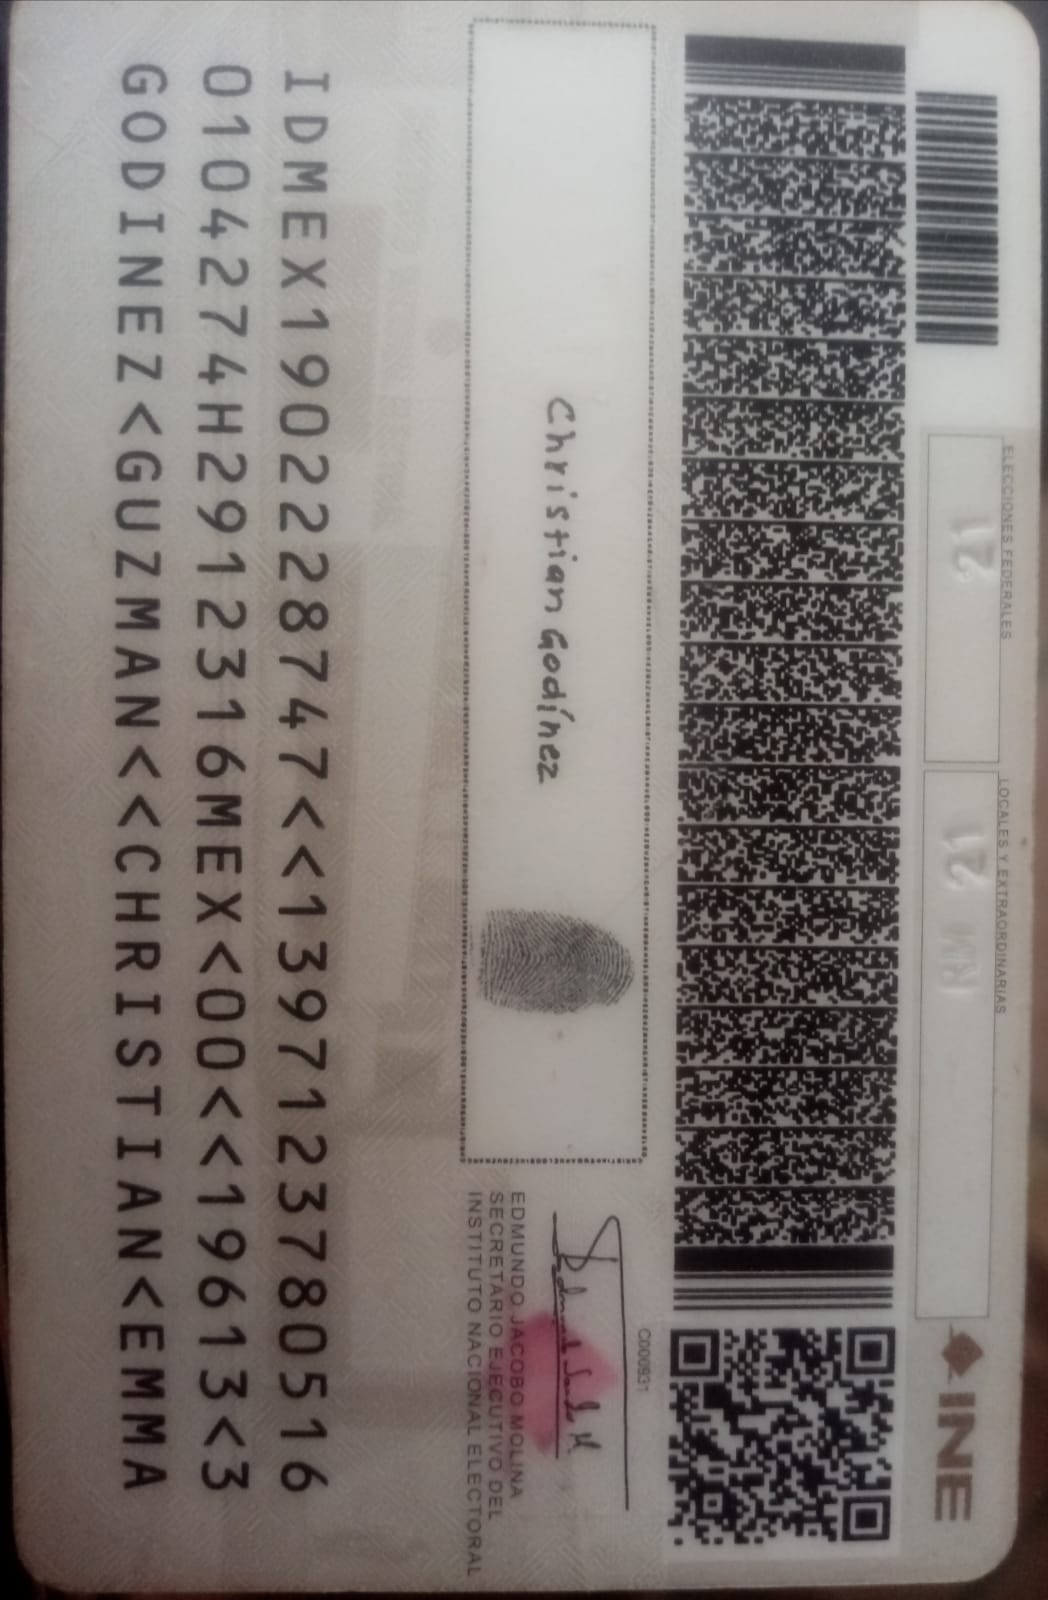 ELECCIONES FEDERALES
21
LOCALES Y EXTRAORDINARIAS
21
INE
C000931
Christian Godínez
EDMUNDO JACOBO MOLINA
SECRETARIO EJECUTIVO DEL
INSTITUTO NACIONAL ELECTORAL
IDMEX1902228747<<1397123780516
0104274H2912316MEX<00<<19613<3
GODINEZ<GUZMAN<<CHRISTIAN<EMMA